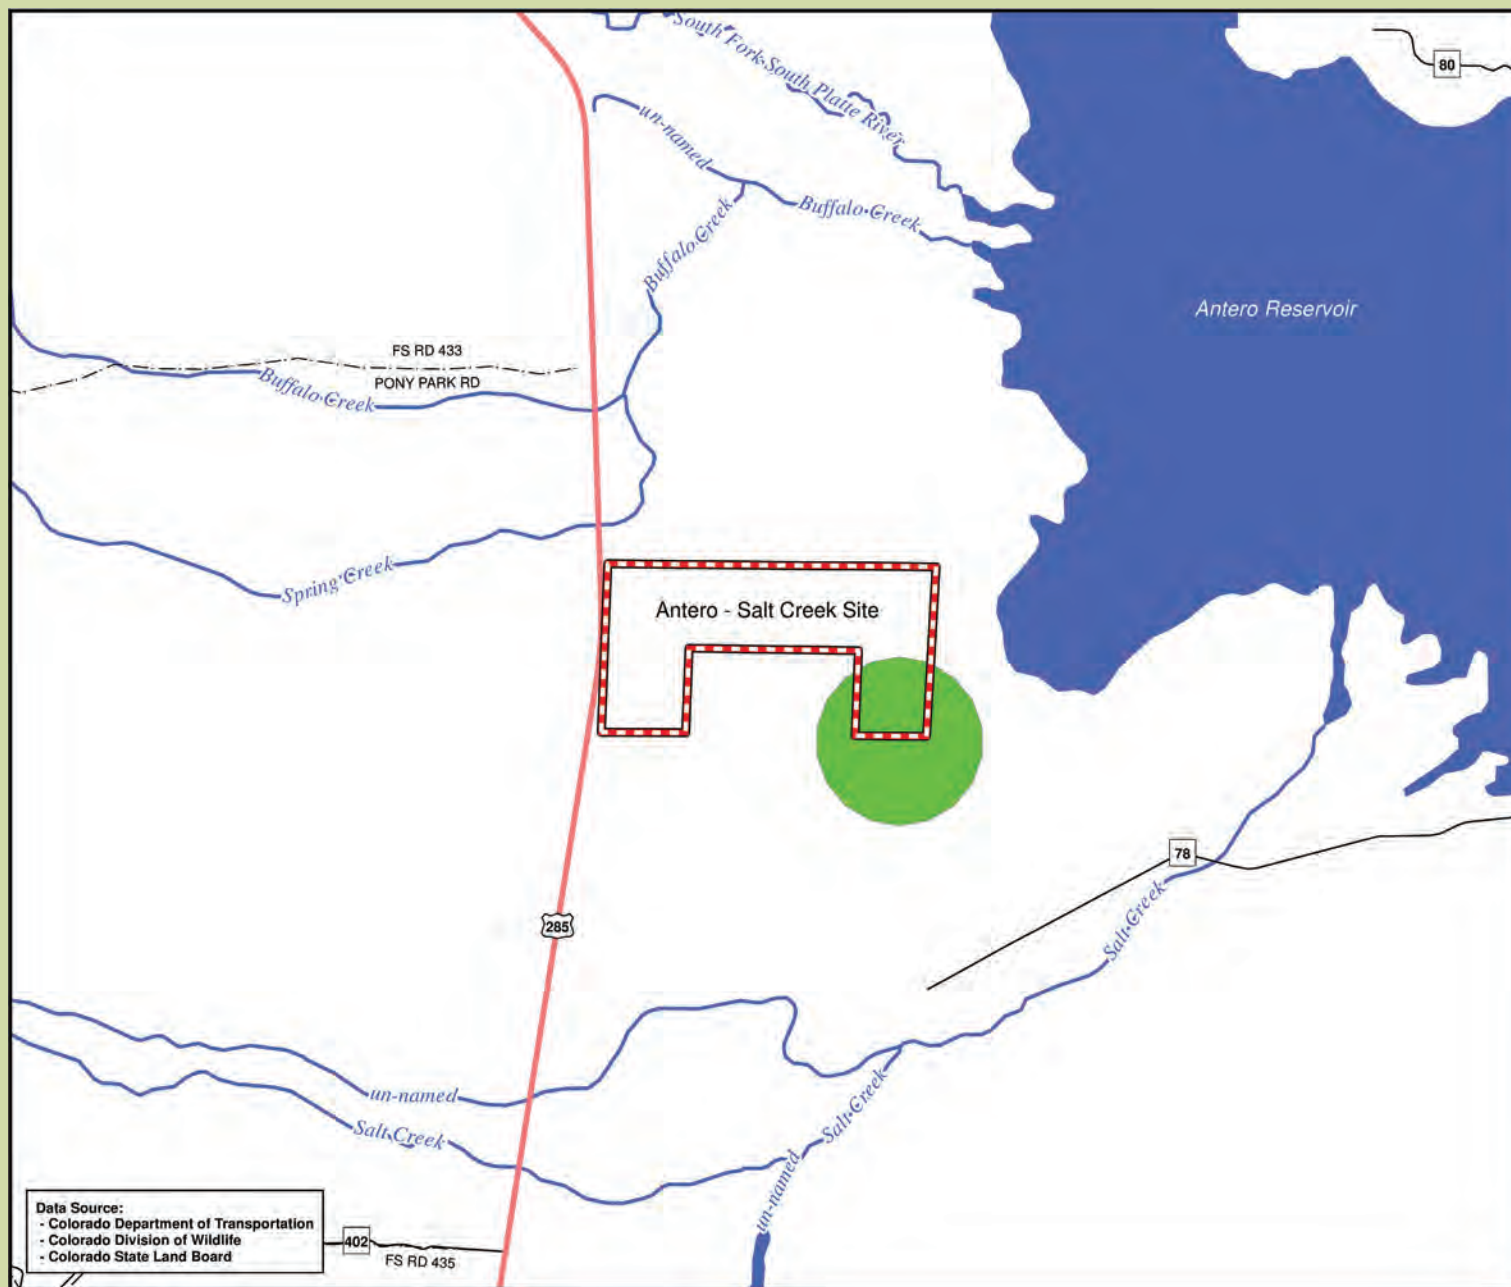 South Fork South Platte River
80
un-named
Buffalo Creek
Buffalo Creek
Antero Reservoir
FS RD 433
PONY PARK RD
Buffalo Creek
Spring Creek
Antero - Salt Creek Site
78
Salt Creek
285
un-named
Salt Creek
Salt Creek
un-named
Data Source:
- Colorado Department of Transportation
- Colorado Division of Wildlife
- Colorado State Land Board
402
FS RD 435